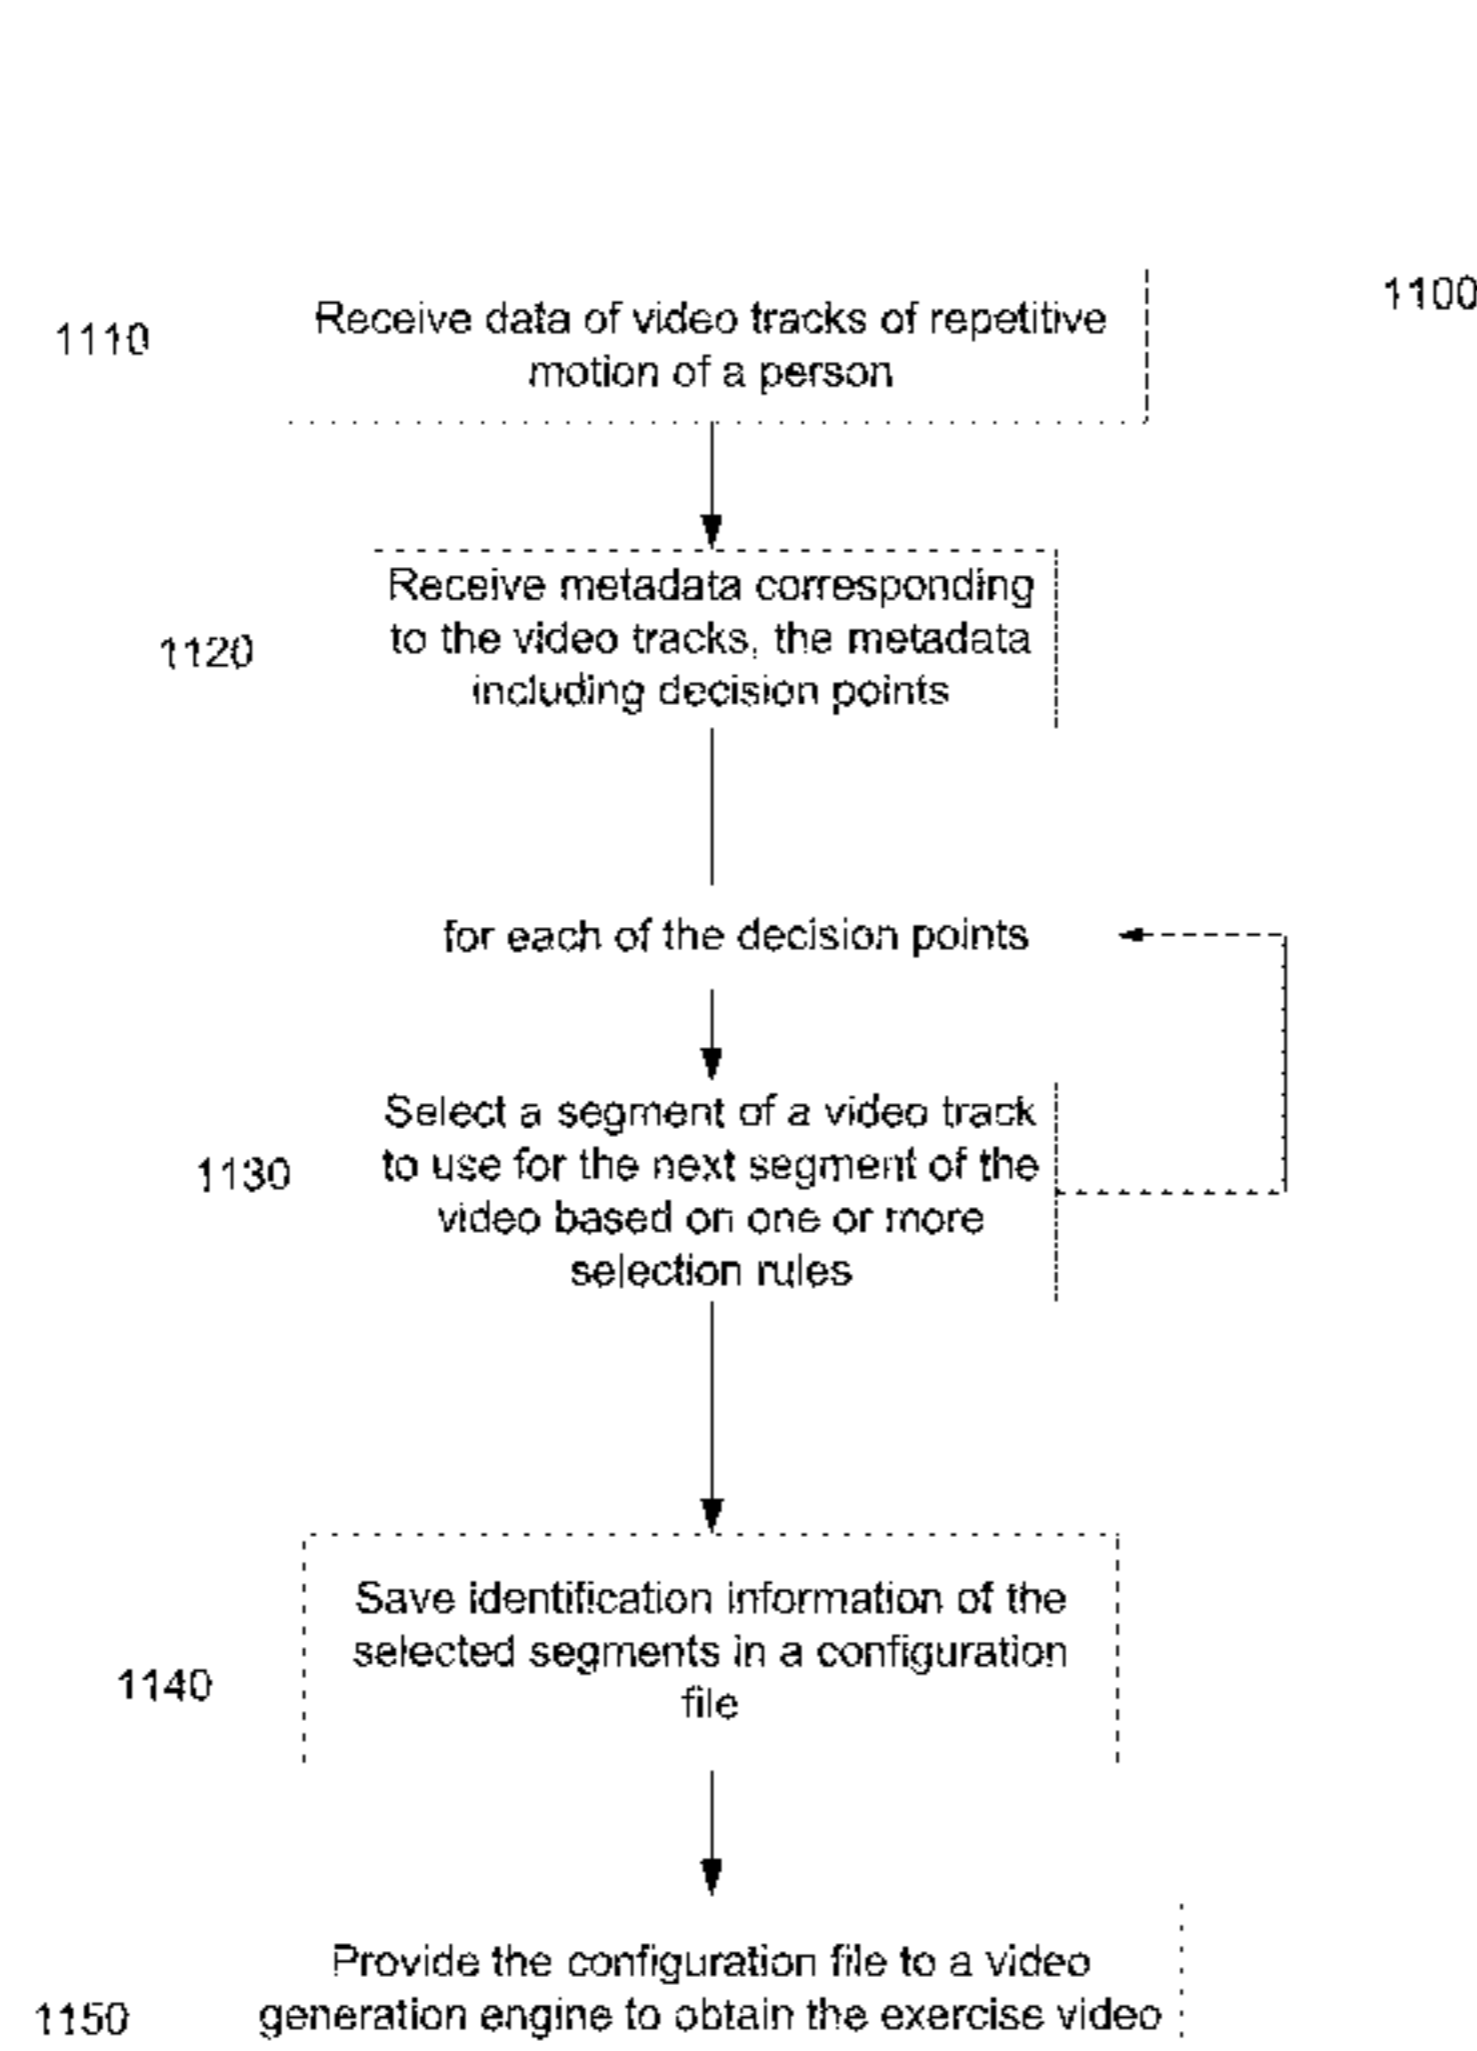 1100
1110
Receive data of video tracks of repetitive
motion of a person
1120
Receive metadata corresponding
to the video tracks, the metadata
including decision points
for each of the decision points
1130
Select a segment of a video track
to use for the next segment of the
video based on one or more
selection rules
1140
Save identification information of the
selected segments in a configuration
file
1150
Provide the configuration file to a video
generation engine to obtain the exercise video